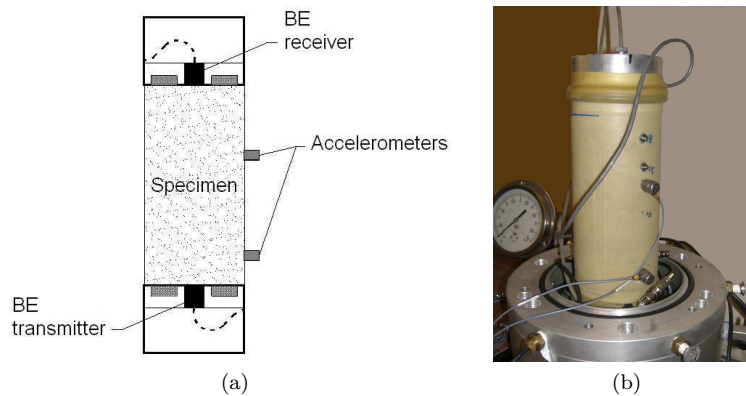 BE
receiver
Accelerometers
Specimen
BE
transmitter
(a)
(b)